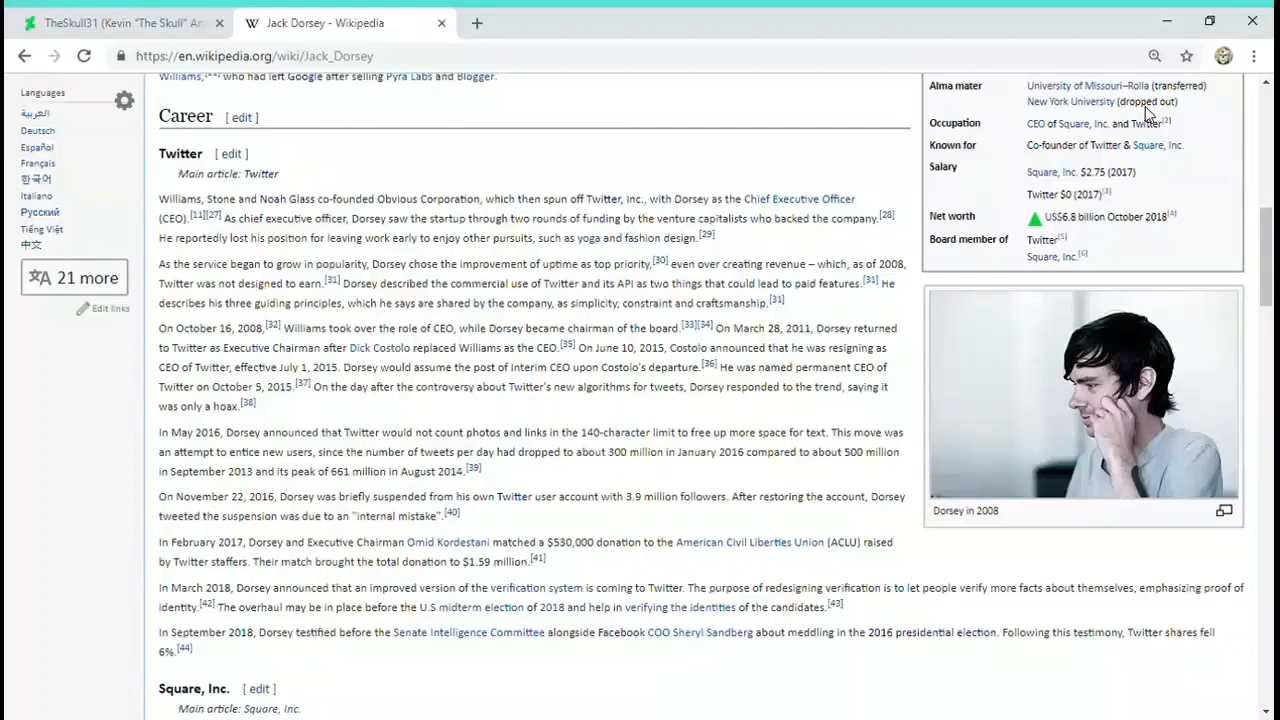 TheSkull31 (Kevin "The Skull" An
Jack Dorsey - Wikipedia
https://en.wikipedia.org/wiki/Jack_Dorsey
Languages
العربية
Deutsch
Español
Français
한국어
Italiano
Русский
Tiếng Việt
中文
21 more
Edit links
Williams, who had left Google after selling Pyra Labs and Blogger.
Career [ edit ]
Twitter [ edit ]
Main article: Twitter
Williams, Stone and Noah Glass co-founded Obvious Corporation, which then spun off Twitter, Inc., with Dorsey as the Chief Executive Officer
(CEO).[11][27] As chief executive officer, Dorsey saw the startup through two rounds of funding by the venture capitalists who backed the company.[28]
He reportedly lost his position for leaving work early to enjoy other pursuits, such as yoga and fashion design.[29]
As the service began to grow in popularity, Dorsey chose the improvement of uptime as top priority,[30] even over creating revenue – which, as of 2008,
Twitter was not designed to earn.[31] Dorsey described the commercial use of Twitter and its API as two things that could lead to paid features.[31] He
describes his three guiding principles, which he says are shared by the company, as simplicity, constraint and craftsmanship.[31]
On October 16, 2008,[32] Williams took over the role of CEO, while Dorsey became chairman of the board.[33][34] On March 28, 2011, Dorsey returned
to Twitter as Executive Chairman after Dick Costolo replaced Williams as the CEO.[35] On June 10, 2015, Costolo announced that he was resigning as
CEO of Twitter, effective July 1, 2015. Dorsey would assume the post of Interim CEO upon Costolo's departure.[36] He was named permanent CEO of
Twitter on October 5, 2015.[37] On the day after the controversy about Twitter's new algorithms for tweets, Dorsey responded to the trend, saying it
was only a hoax.[38]
In May 2016, Dorsey announced that Twitter would not count photos and links in the 140-character limit to free up more space for text. This move was
an attempt to entice new users, since the number of tweets per day had dropped to about 300 million in January 2016 compared to about 500 million
in September 2013 and its peak of 661 million in August 2014.[39]
On November 22, 2016, Dorsey was briefly suspended from his own Twitter user account with 3.9 million followers. After restoring the account, Dorsey
tweeted the suspension was due to an "internal mistake".[40]
In February 2017, Dorsey and Executive Chairman Omid Kordestani matched a $530,000 donation to the American Civil Liberties Union (ACLU) raised
by Twitter staffers. Their match brought the total donation to $1.59 million.[41]
In March 2018, Dorsey announced that an improved version of the verification system is coming to Twitter. The purpose of redesigning verification is to let people verify more facts about themselves, emphasizing proof of
identity.[42] The overhaul may be in place before the U.S midterm election of 2018 and help in verifying the identities of the candidates.[43]
In September 2018, Dorsey testified before the Senate Intelligence Committee alongside Facebook COO Sheryl Sandberg about meddling in the 2016 presidential election. Following this testimony, Twitter shares fell
6%.[44]
Square, Inc. [ edit ]
Main article: Square, Inc.
Alma mater University of Missouri–Rolla (transferred)
New York University (dropped out)
Occupation CEO of Square, Inc. and Twitter[2]
Known for Co-founder of Twitter & Square, Inc.
Salary Square, Inc. $2.75 (2017)
Twitter $0 (2017)[3]
Net worth US$6.8 billion October 2018[4]
Board member of Twitter[5]
Square, Inc.[6]
Dorsey in 2008